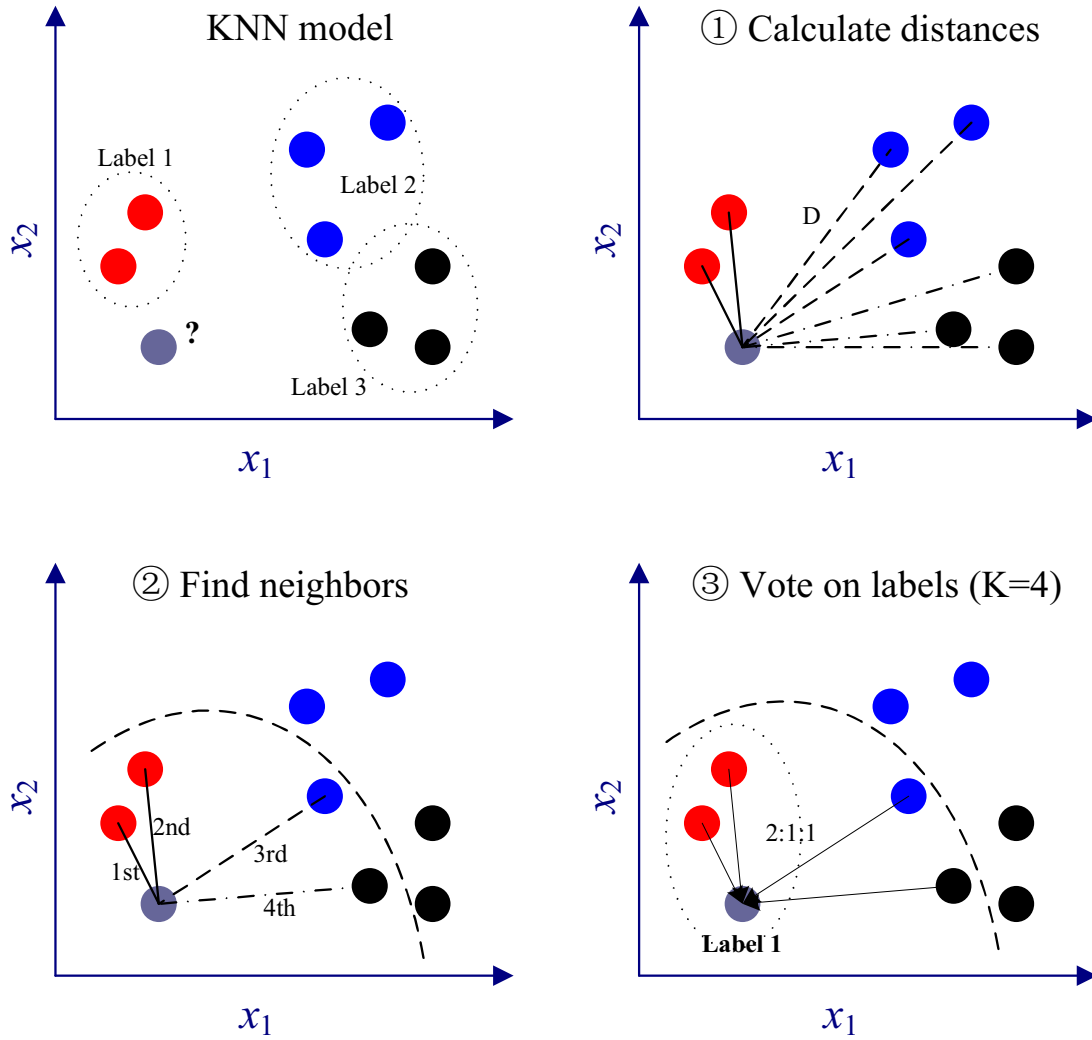 KNN model
Label 1
Label 2
?
Label 3
x₂
x₁
① Calculate distances
D
x₂
x₁
② Find neighbors
2nd
1st
3rd
4th
x₂
x₁
③ Vote on labels (K=4)
2:1:1
Label 1
x₂
x₁